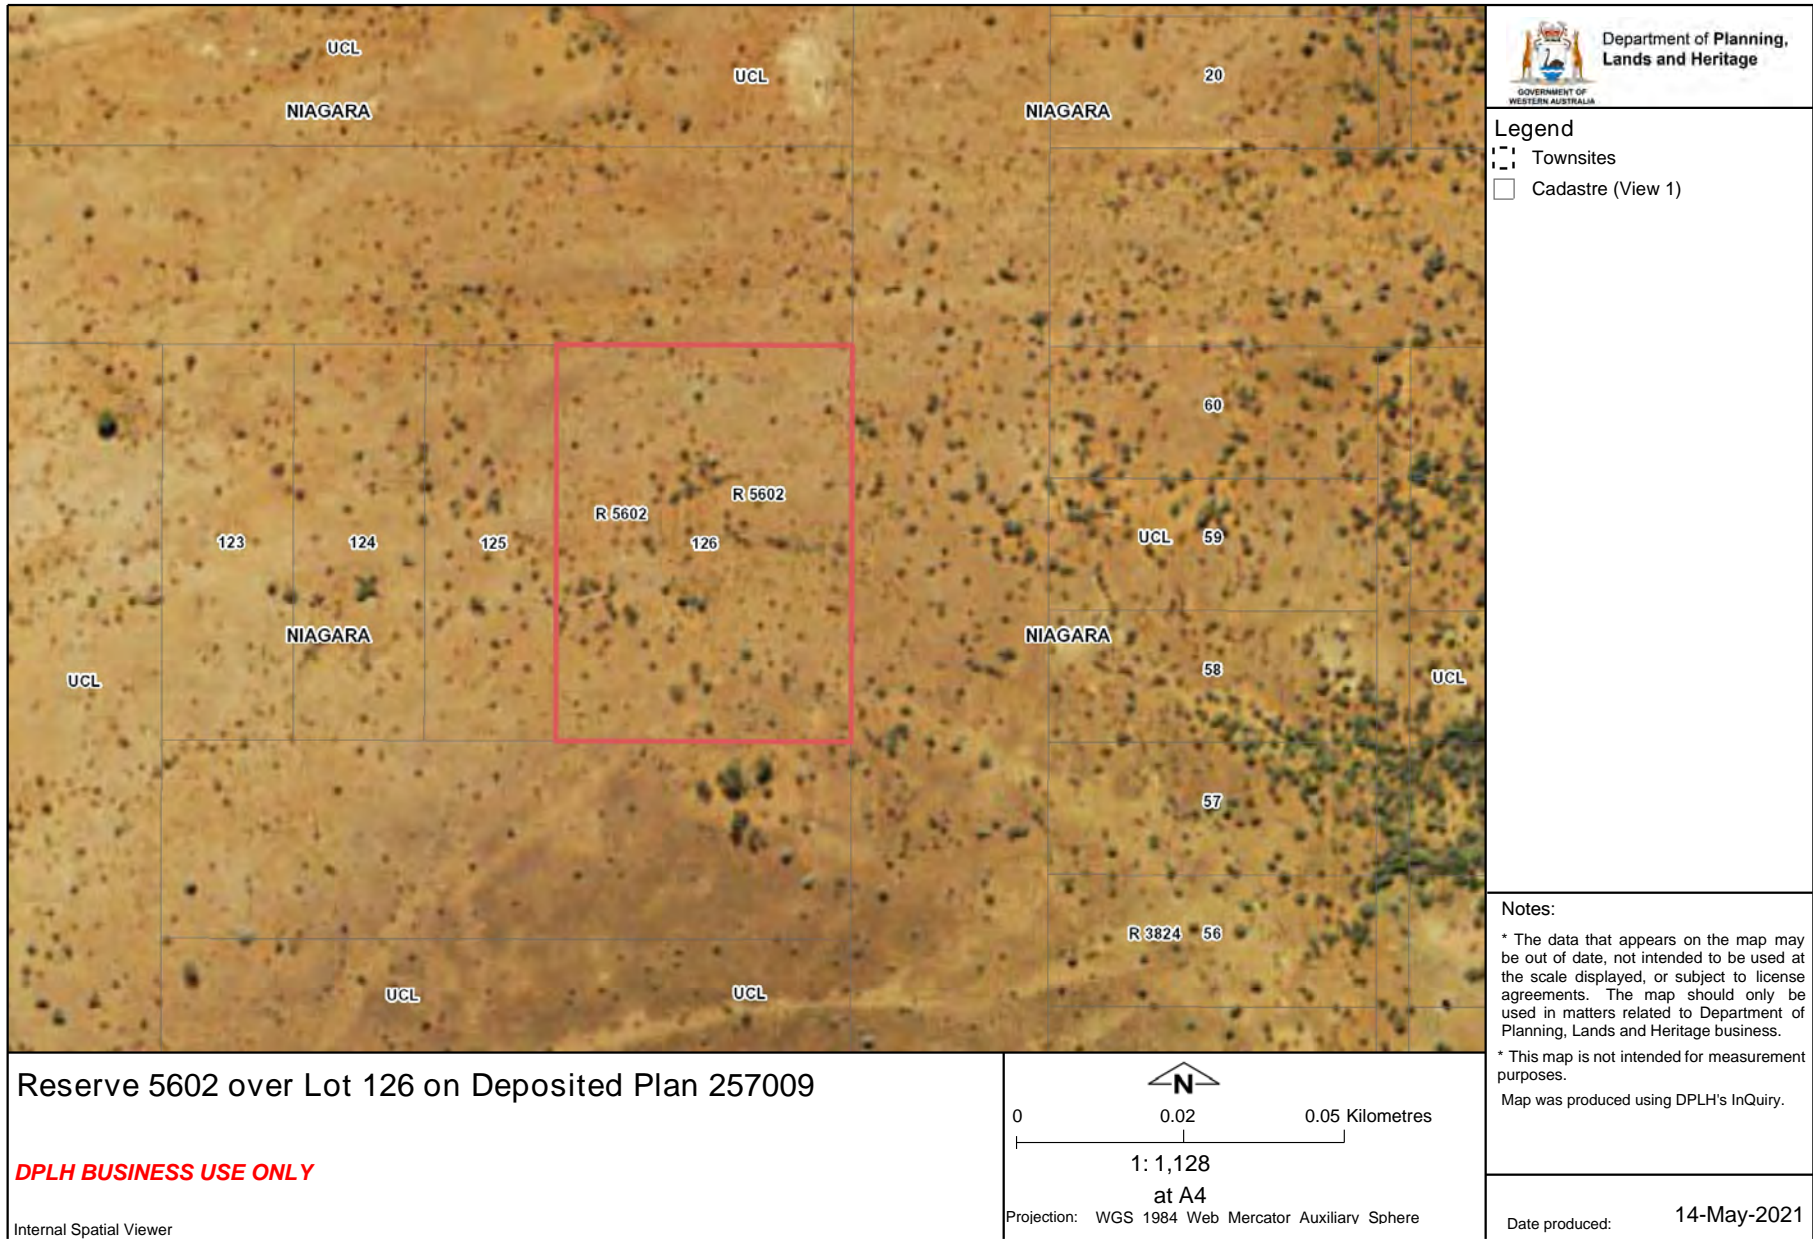 UCL
UCL
20
NIAGARA
NIAGARA
60
R 5602
R 5602
123
124
125
126
UCL
59
NIAGARA
NIAGARA
UCL
58
UCL
57
R 3824
56
UCL
UCL
GOVERNMENT OF
WESTERN AUSTRALIA
Department of Planning,
Lands and Heritage
Legend
Townsites
Cadastre (View 1)
Notes:
* The data that appears on the map may
be out of date, not intended to be used at
the scale displayed, or subject to license
agreements. The map should only be
used in matters related to Department of
Planning, Lands and Heritage business.
* This map is not intended for measurement
purposes.
Map was produced using DPLH's InQuiry.
Reserve 5602 over Lot 126 on Deposited Plan 257009
DPLH BUSINESS USE ONLY
Internal Spatial Viewer
N
0 0.02 0.05 Kilometres
1: 1,128
at A4
Projection: WGS 1984 Web Mercator Auxiliary Sphere
Date produced: 14-May-2021